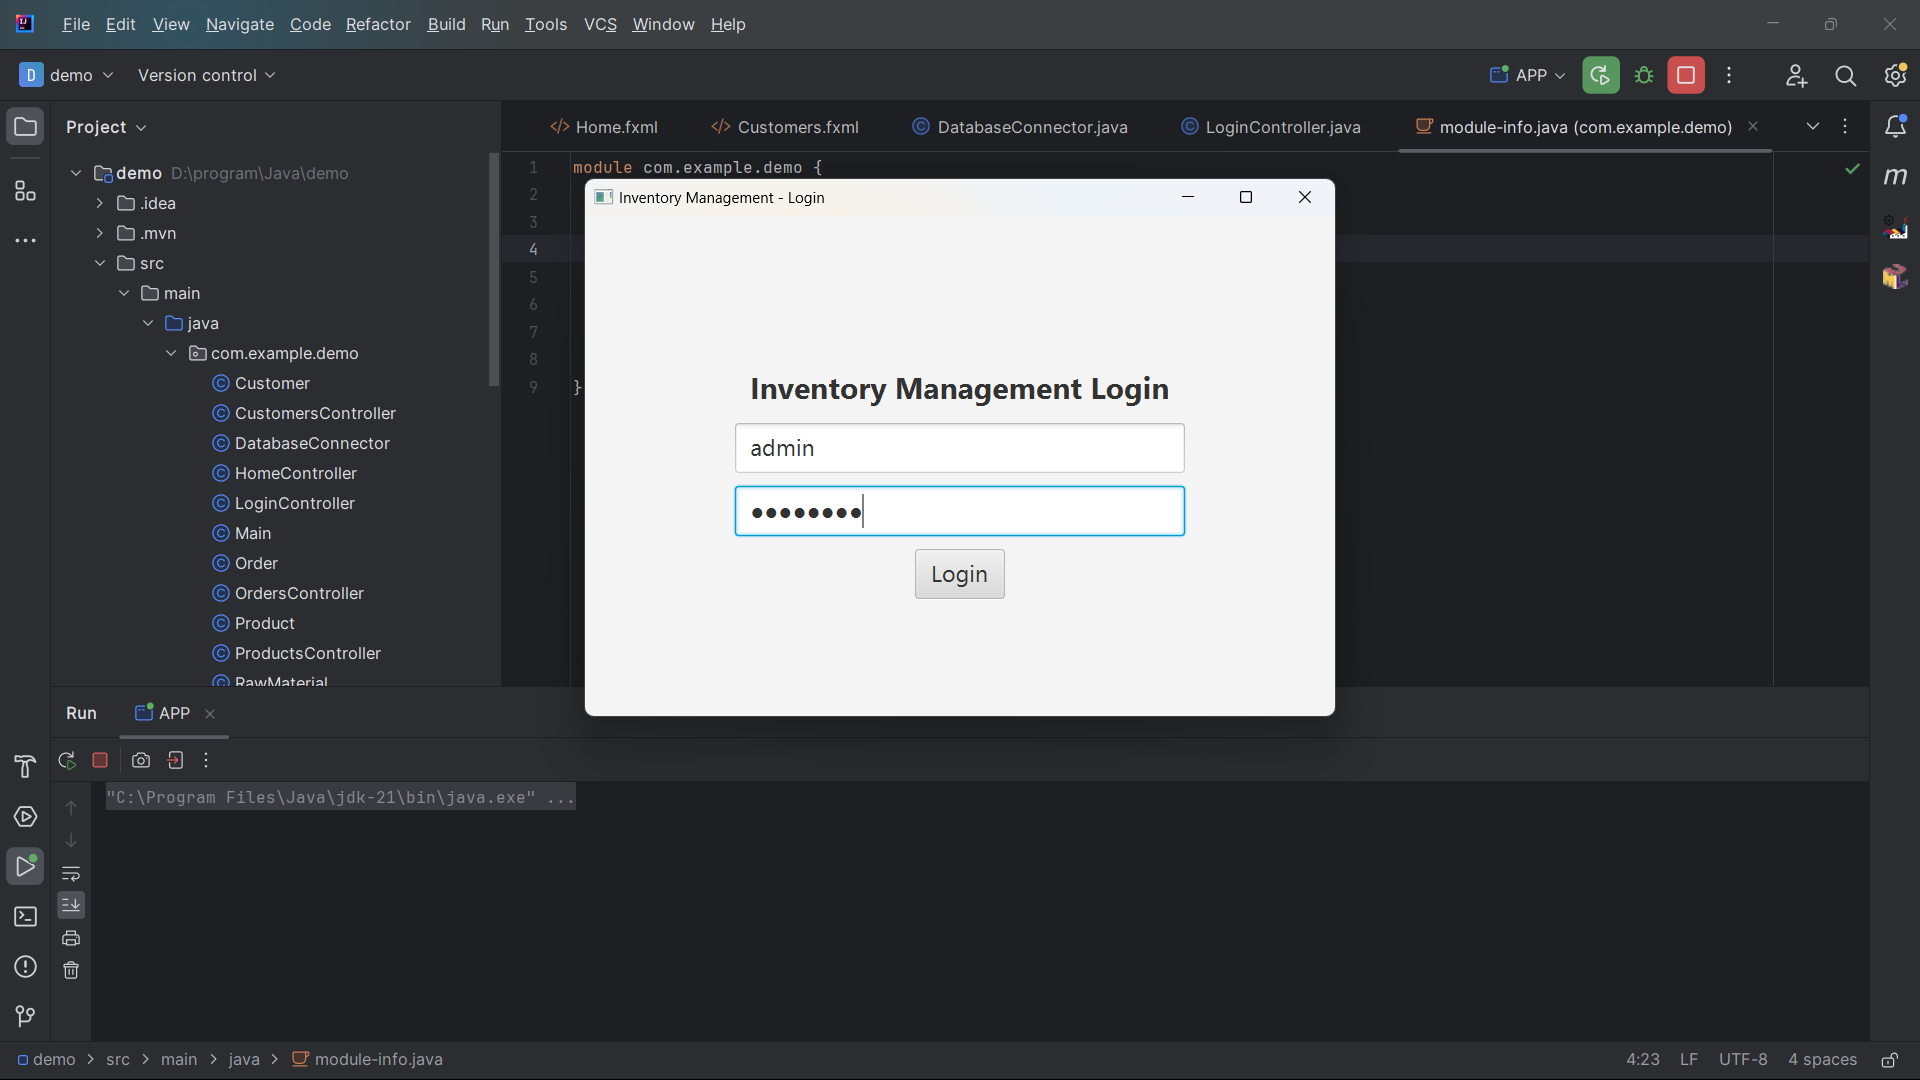 File Edit View Navigate Code Refactor Build Run Tools VCS Window Help
D demo Version control APP
Project
Home.fxml Customers.fxml DatabaseConnector.java LoginController.java module-info.java (com.example.demo)
demo D:\program\Java\demo
.idea
.mvn
src
main
java
com.example.demo
Customer
CustomersController
DatabaseConnector
HomeController
LoginController
Main
Order
OrdersController
Product
ProductsController
RawMaterial
1 module com.example.demo {
2
3
4
5
6
7
8
9 }
Inventory Management - Login
Inventory Management Login
admin
••••••••
Login
Run APP
"C:\Program Files\Java\jdk-21\bin\java.exe" ...
demo > src > main > java > module-info.java 4:23 LF UTF-8 4 spaces